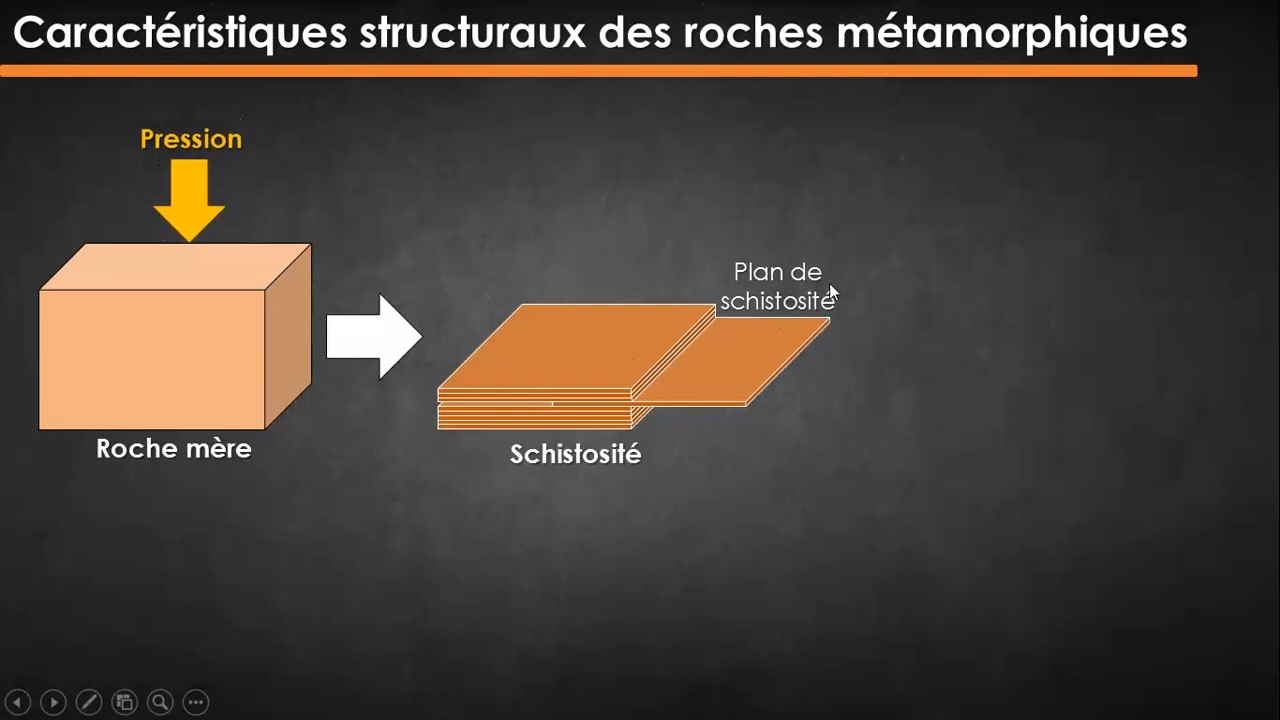 Caractéristiques structuraux des roches métamorphiques
Pression
Plan de
schistosité
Roche mère
Schistosité